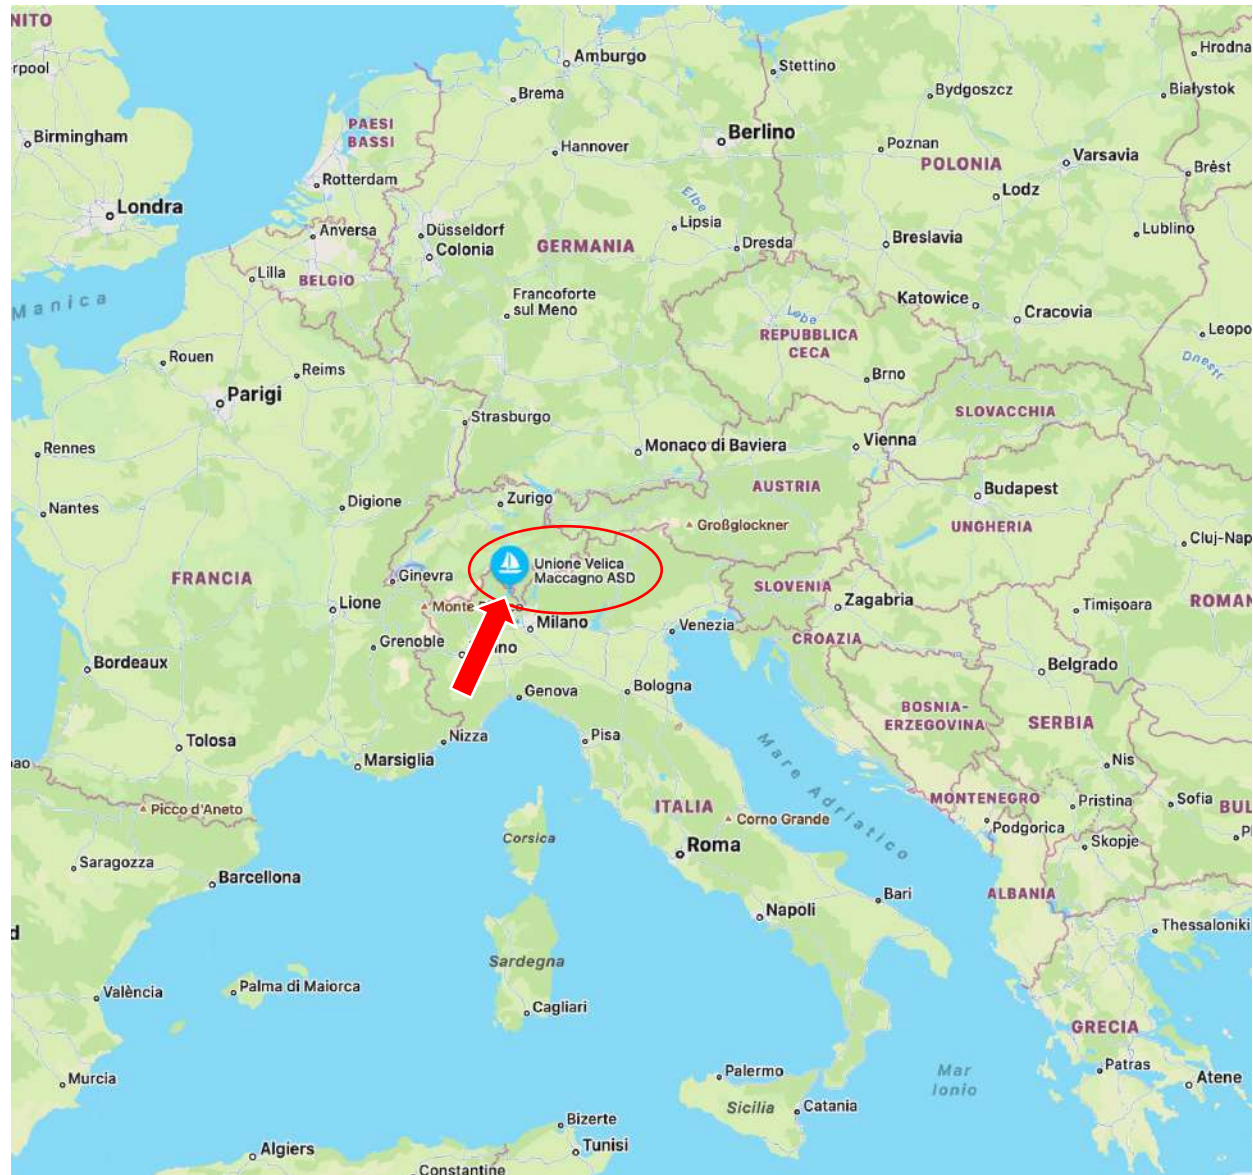 NITO
Amburgo
Stettino
Hrodna
rpool
Brema
Bydgoszcz
Białystok
PAESI
BASSI
Birmingham
Hannover
Berlino
Poznan
POLONIA
Varsavia
Brèst
Rotterdam
Elbe
Lodz
Londra
Anversa
Düsseldorf
Colonia
GERMANIA
Lipsia
Dresda
Breslavia
Lublino
Lilla
BELGIO
Manica
Francoforte
sul Meno
Labe
REPUBBLICA
CECA
Katowice
Cracovia
Leopo
Dnestr
Rouen
Reims
Parigi
Brno
Strasburgo
SLOVACCHIA
Rennes
Monaco di Baviera
Vienna
Nantes
Digione
Zurigo
AUSTRIA
Budapest
Großglockner
UNGHERIA
Cluj-Nap
FRANCIA
Ginevra
Unione Velica
Maccagno ASD
SLOVENIA
Lione
Monte
Zagabria
Timișoara
ROMAN
Grenoble
Milano
Venezia
CROAZIA
Bordeaux
ino
Belgrado
Genova
Bologna
BOSNIA-
ERZEGOVINA
SERBIA
Tolosa
Nizza
Pisa
Mare Adriatico
bao
Marsiglia
Nis
Picco d'Aneto
ITALIA
Corno Grande
MONTENEGRO
Pristina
Sofia
BUL
Corsica
Podgorica
Skopje
Pl
Saragozza
Roma
Barcellona
ALBANIA
Bari
Napoli
d
Thessaloniki
Sardegna
València
Palma di Maiorca
Cagliari
GRECIA
Murcia
Palermo
Mar
Ionio
Patras
Atene
Sicilia
Catania
Bizerte
Algiers
Tunisi
Constantine